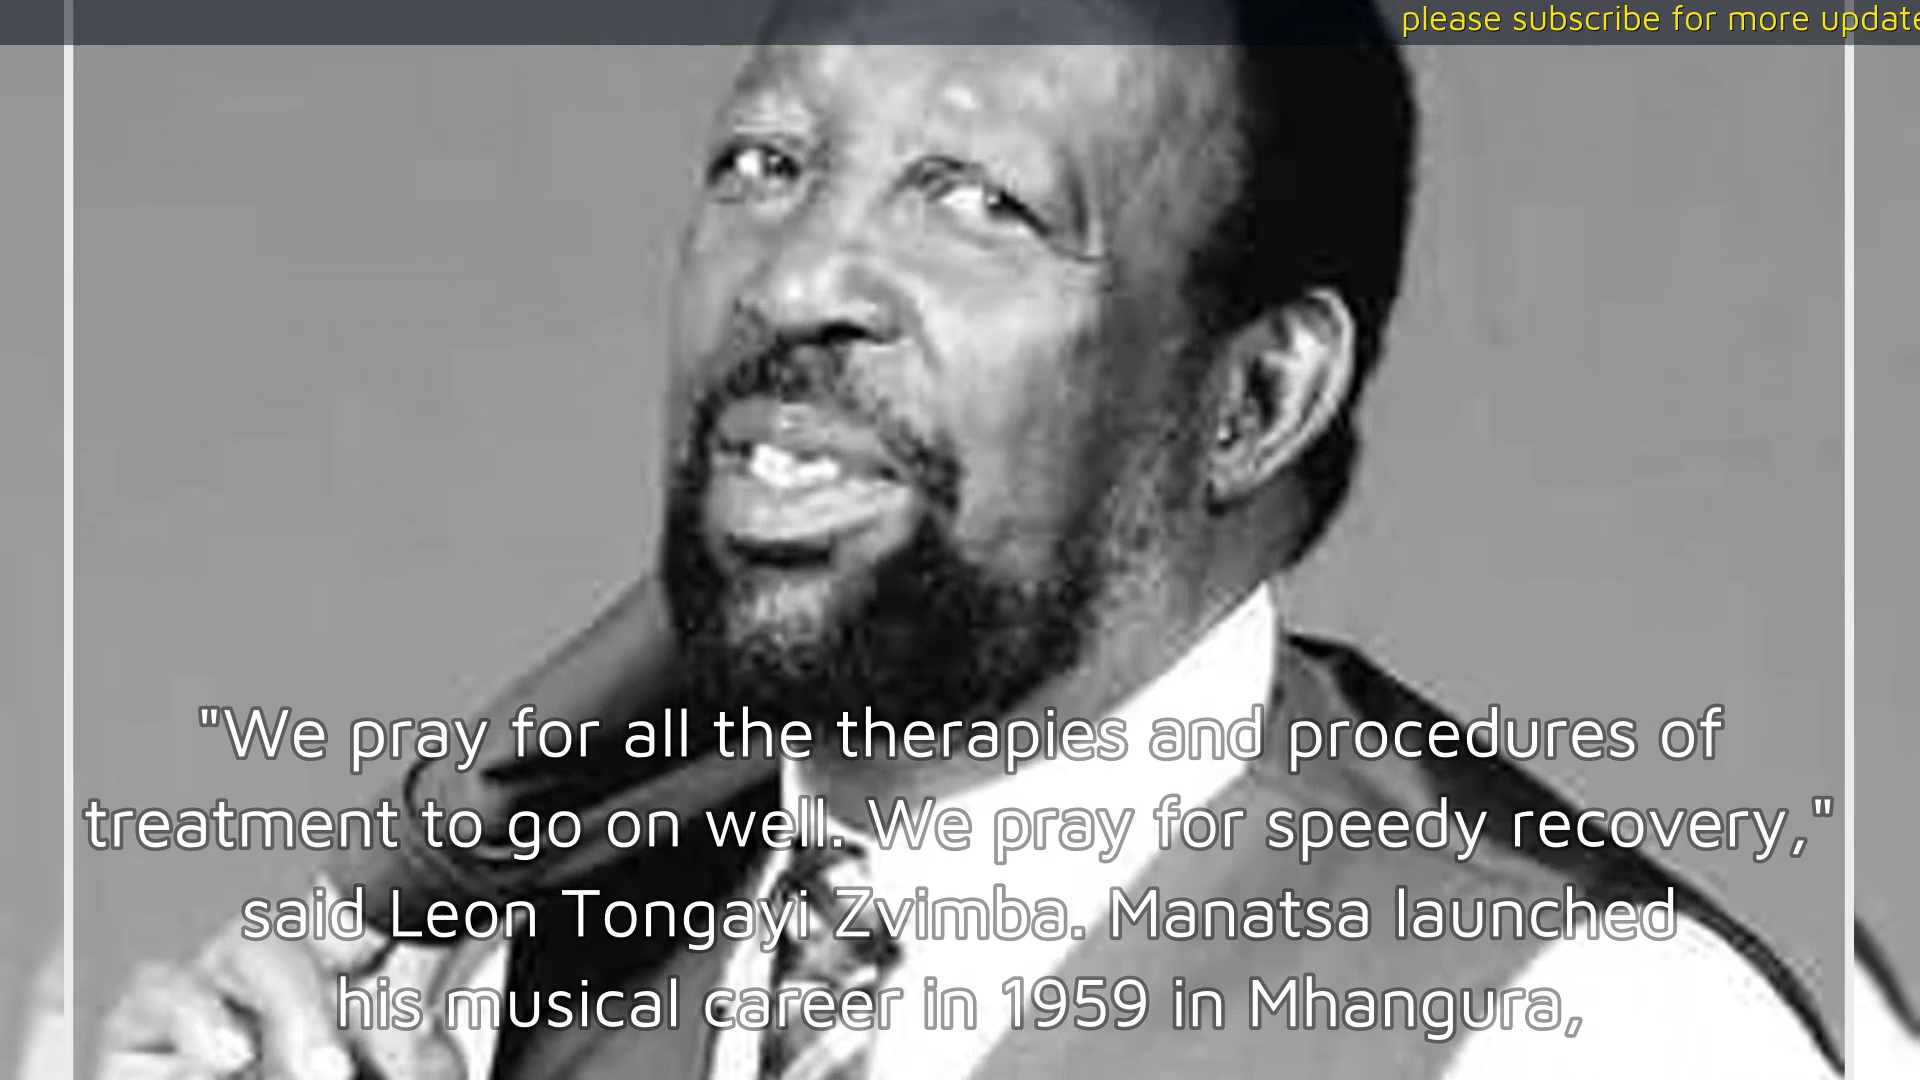 please subscribe for more update
"We pray for all the therapies and procedures of
treatment to go on well. We pray for speedy recovery,"
said Leon Tongayi Zvimba. Manatsa launched
his musical career in 1959 in Mhangura,